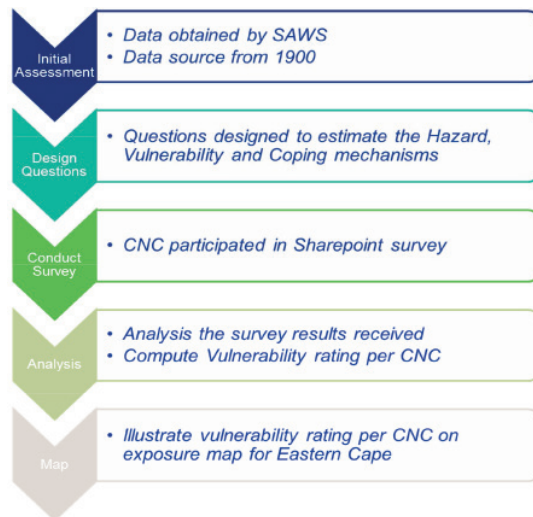 Initial
Assessment
• Data obtained by SAWS
• Data source from 1900
Design
Questions
• Questions designed to estimate the Hazard,
Vulnerability and Coping mechanisms
Conduct
Survey
• CNC participated in Sharepoint survey
Analysis
• Analysis the survey results received
• Compute Vulnerability rating per CNC
Map
• Illustrate vulnerability rating per CNC on
exposure map for Eastern Cape